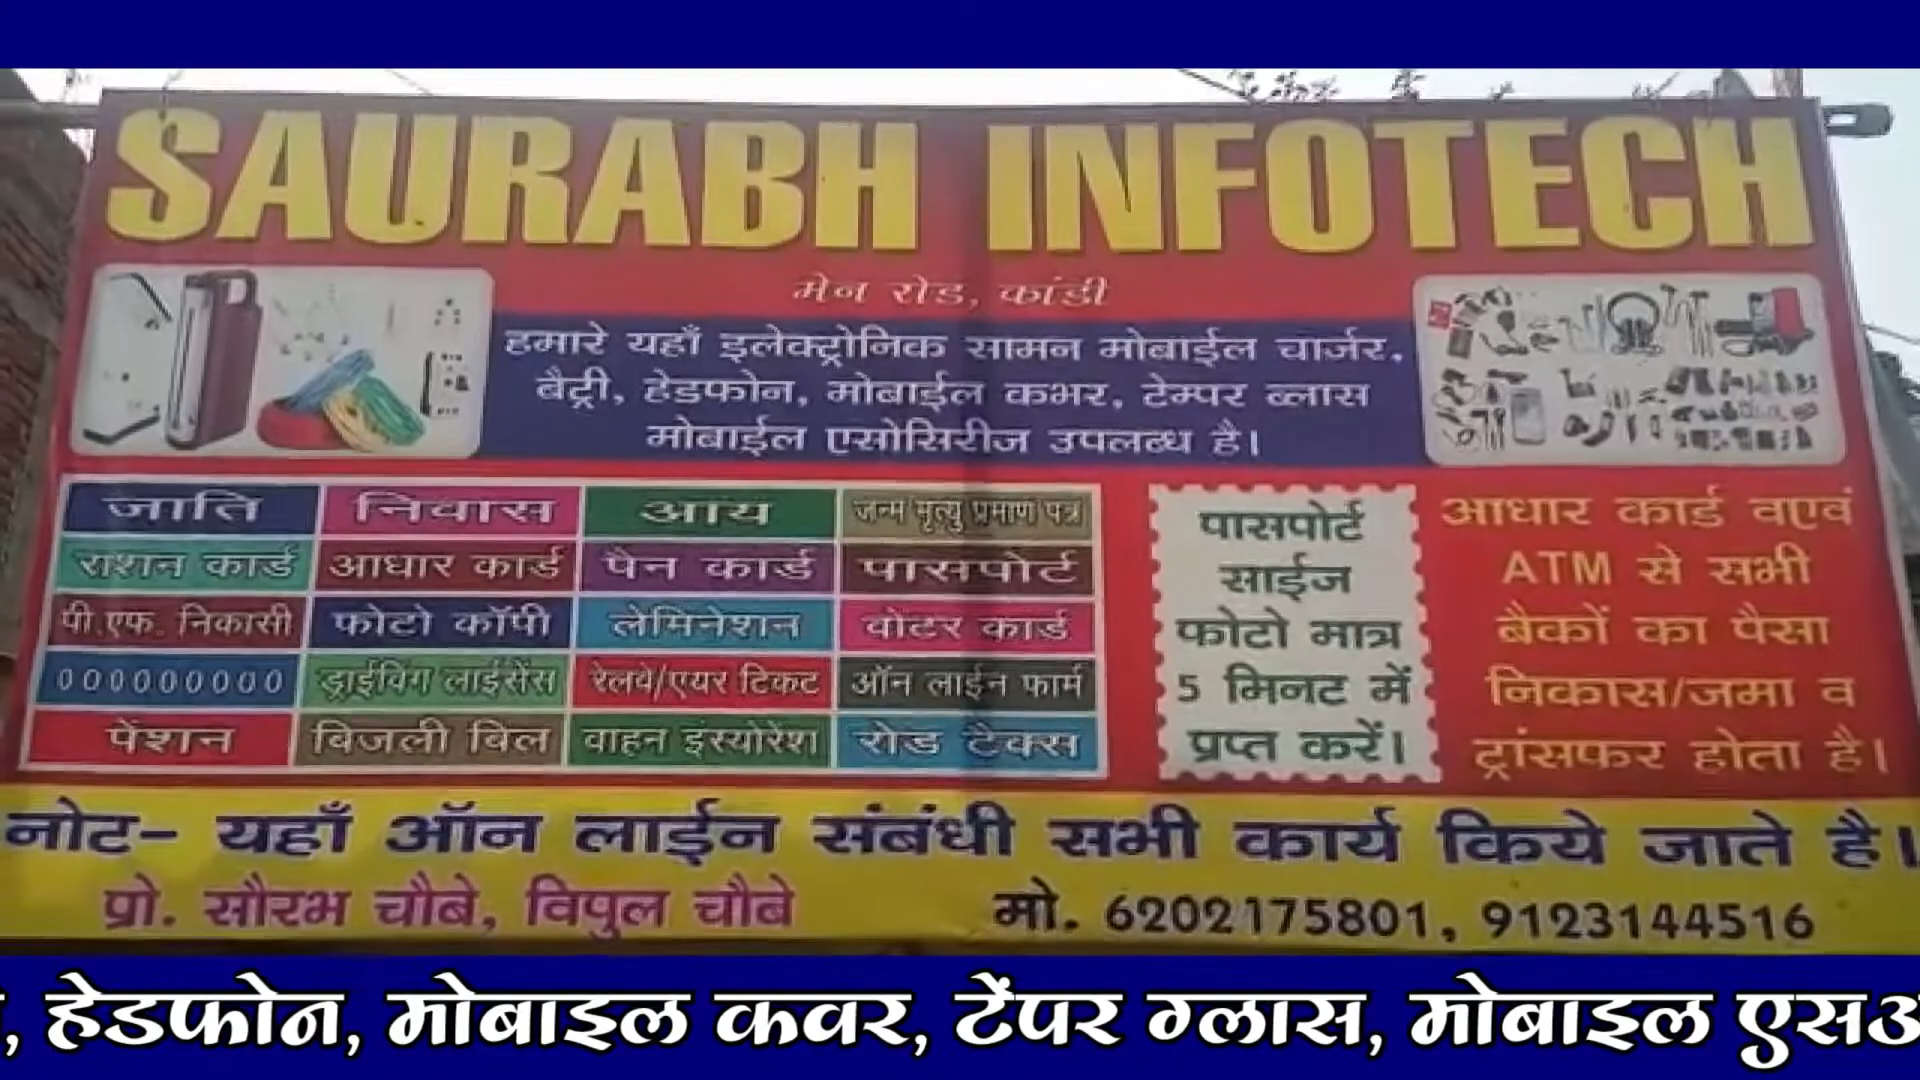 SAURABH INFOTECH
मेन रोड, कांडी
हमारे यहाँ इलेक्ट्रोनिक सामन मोबाईल चार्जर,
बैट्री, हेडफोन, मोबाईल कभर, टेम्पर ब्लास
मोबाईल एसोसिरीज उपलब्ध है।
जाति निवास आय जन्म मृत्यु प्रमाण पत्र
राशन कार्ड आधार कार्ड पैन कार्ड पासपोर्ट
पी.एफ. निकासी फोटो कॉपी लेमिनेशन वोटर कार्ड
0000000000 ड्राईविंग लाईसेंस रेलवे/एयर टिकट ऑन लाईन फार्म
पेंशन बिजली बिल वाहन इंस्योरेंश रोड टैक्स
पासपोर्ट
साईज
फोटो मात्र
5 मिनट में
प्रप्त करें।
आधार कार्ड वएवं
ATM से सभी
बैकों का पैसा
निकास/जमा व
ट्रांसफर होता है।
नोट- यहाँ ऑन लाईन संबंधी सभी कार्य किये जाते है।
प्रो. सौरभ चौबे, विपुल चौबे मो. 6202175801, 9123144516
, हेडफोन, मोबाइल कवर, टेंपर ग्लास, मोबाइल